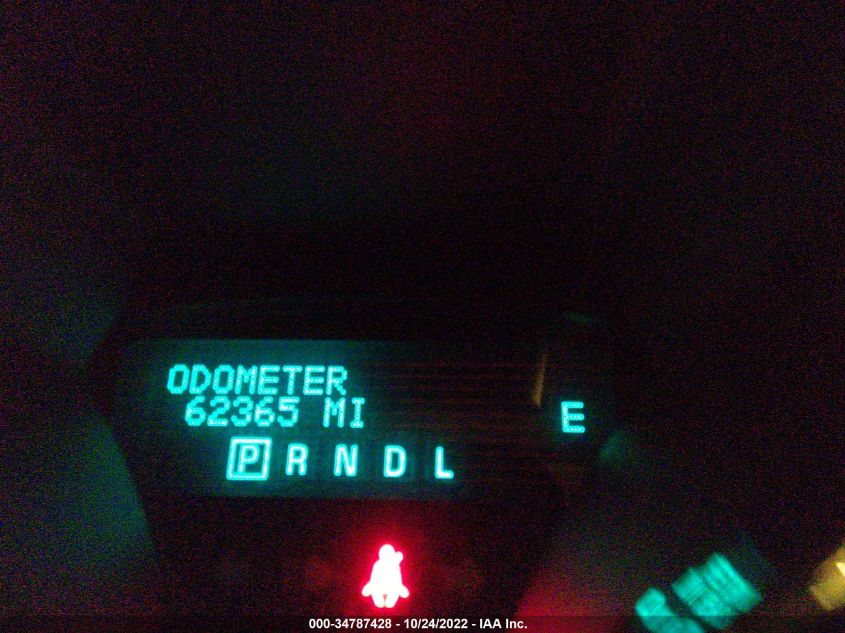 ODOMETER
62365 MI
E
P R N D L
000-34787428 - 10/24/2022 - IAA Inc.